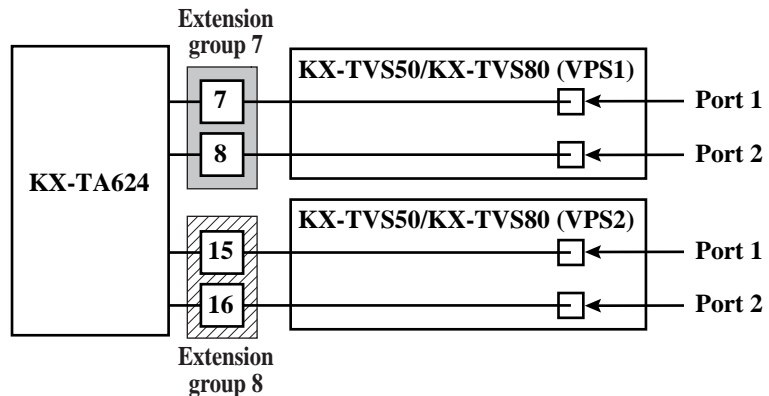 Extension
group 7
KX-TVS50/KX-TVS80 (VPS1)
7
Port 1
8
Port 2
KX-TA624
KX-TVS50/KX-TVS80 (VPS2)
15
Port 1
16
Port 2
Extension
group 8